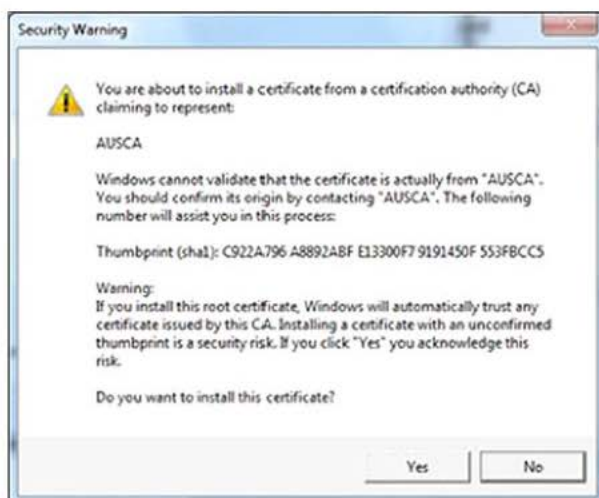 Security Warning
You are about to install a certificate from a certification authority (CA)
claiming to represent:
AUSCA
Windows cannot validate that the certificate is actually from "AUSCA".
You should confirm its origin by contacting "AUSCA". The following
number will assist you in this process:
Thumbprint (sha1): C922A796 A8892ABF E13300F7 9191450F 553FBCC5
Warning:
If you install this root certificate, Windows will automatically trust any
certificate issued by this CA. Installing a certificate with an unconfirmed
thumbprint is a security risk. If you click "Yes" you acknowledge this
risk.
Do you want to install this certificate?
Yes No